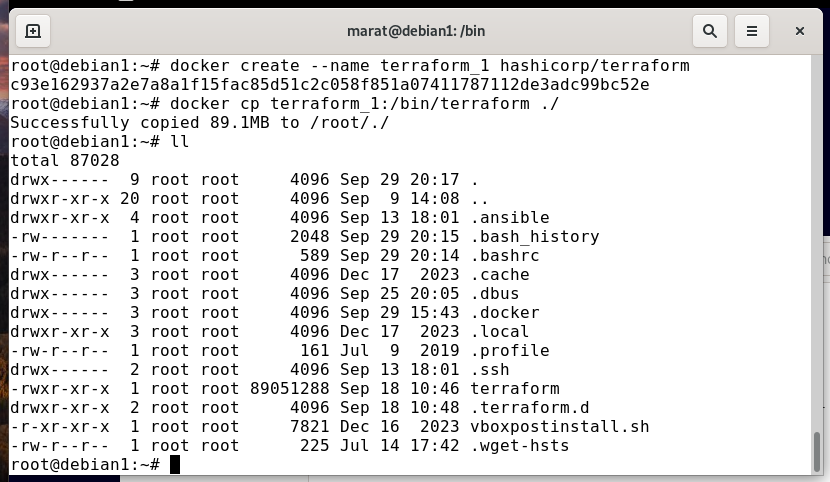 marat@debian1: /bin
root@debian1:~# docker create --name terraform_1 hashicorp/terraform
c93e162937a2e7a8a1f15fac85d51c2c058f851a07411787112de3adc99bc52e
root@debian1:~# docker cp terraform_1:/bin/terraform ./
Successfully copied 89.1MB to /root/./
root@debian1:~# ll
total 87028
drwx------  9 root root     4096 Sep 29 20:17 .
drwxr-xr-x 20 root root     4096 Sep  9 14:08 ..
drwxr-xr-x  4 root root     4096 Sep 13 18:01 .ansible
-rw-------  1 root root     2048 Sep 29 20:15 .bash_history
-rw-r--r--  1 root root      589 Sep 29 20:14 .bashrc
drwx------  3 root root     4096 Dec 17  2023 .cache
drwx------  3 root root     4096 Sep 25 20:05 .dbus
drwx------  3 root root     4096 Sep 29 15:43 .docker
drwxr-xr-x  3 root root     4096 Dec 17  2023 .local
-rw-r--r--  1 root root      161 Jul  9  2019 .profile
drwx------  2 root root     4096 Sep 13 18:01 .ssh
-rwxr-xr-x  1 root root 89051288 Sep 18 10:46 terraform
drwxr-xr-x  2 root root     4096 Sep 18 10:48 .terraform.d
-r-xr-xr-x  1 root root     7821 Dec 16  2023 vboxpostinstall.sh
-rw-r--r--  1 root root      225 Jul 14 17:42 .wget-hsts
root@debian1:~#